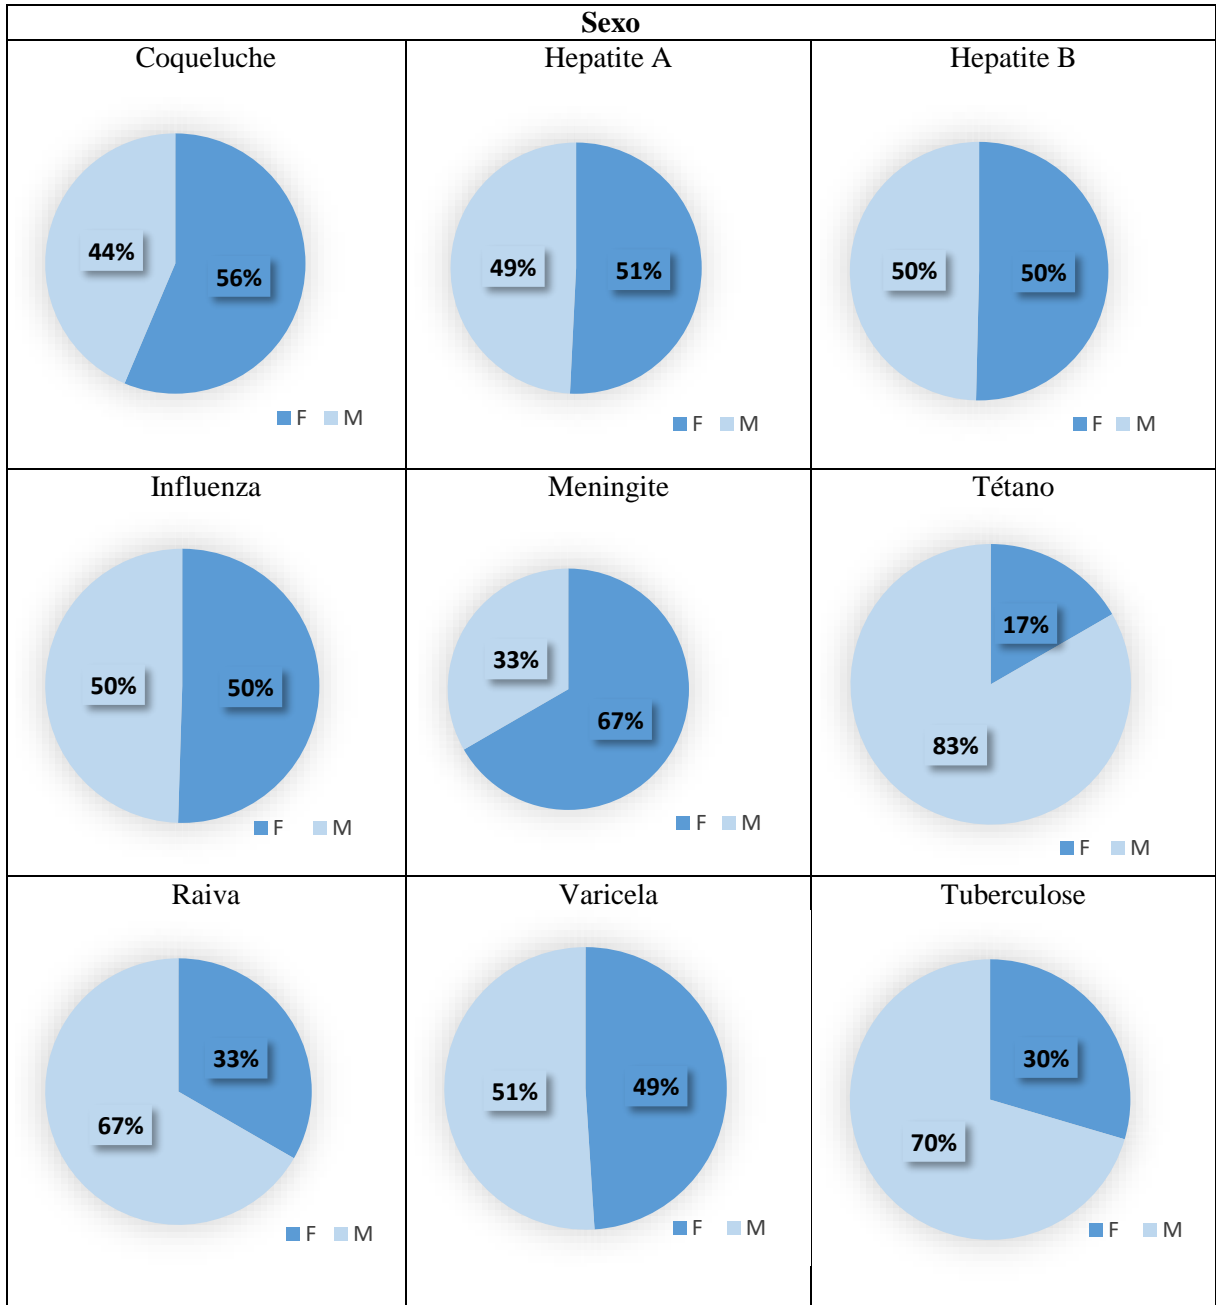 Sexo
Coqueluche
44%
56%
F M
Hepatite A
49%
51%
F M
Hepatite B
50%
50%
F M
Influenza
50%
50%
F M
Meningite
33%
67%
F M
Tétano
17%
83%
F M
Raiva
33%
67%
F M
Varicela
51%
49%
F M
Tuberculose
30%
70%
F M